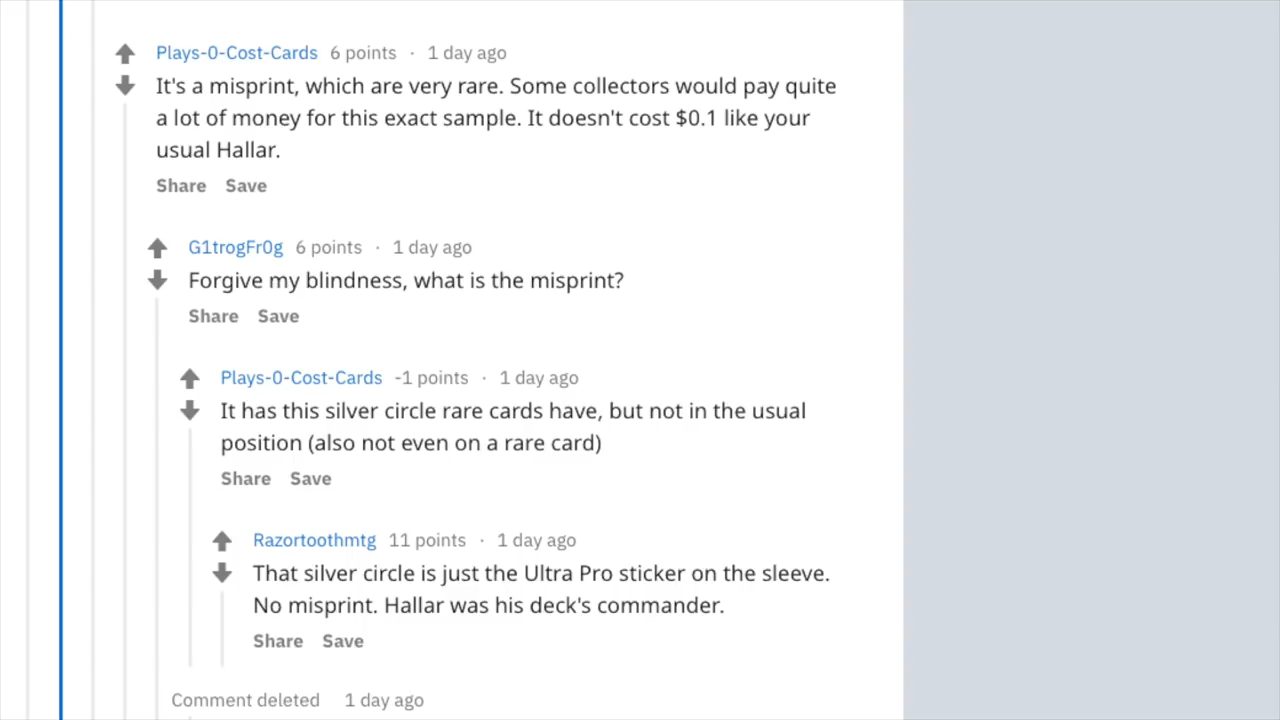 Plays-0-Cost-Cards 6 points · 1 day ago
It's a misprint, which are very rare. Some collectors would pay quite
a lot of money for this exact sample. It doesn't cost $0.1 like your
usual Hallar.
Share Save
G1trogFr0g 6 points · 1 day ago
Forgive my blindness, what is the misprint?
Share Save
Plays-0-Cost-Cards -1 points · 1 day ago
It has this silver circle rare cards have, but not in the usual
position (also not even on a rare card)
Share Save
Razortoothmtg 11 points · 1 day ago
That silver circle is just the Ultra Pro sticker on the sleeve.
No misprint. Hallar was his deck's commander.
Share Save
Comment deleted 1 day ago